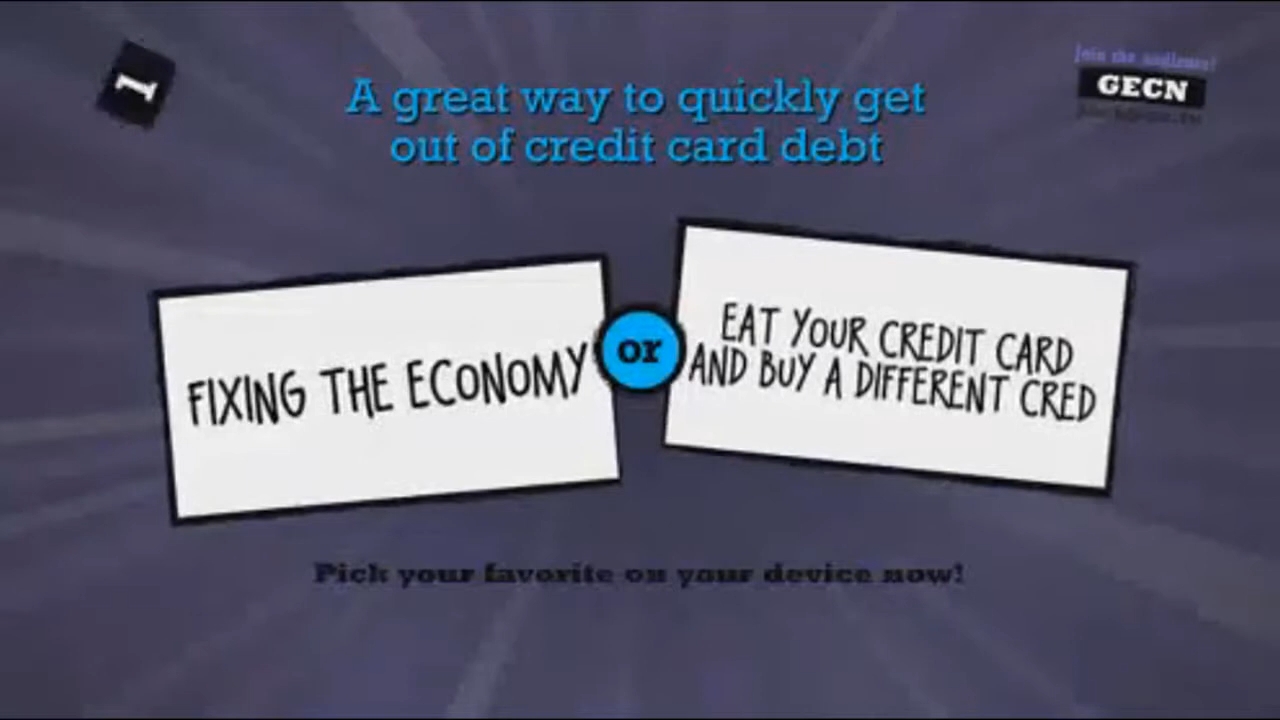 1
Join the audience!
GECN
A great way to quickly get
out of credit card debt
FIXING THE ECONOMY
or
EAT YOUR CREDIT CARD
AND BUY A DIFFERENT CRED
Pick your favorite on your device now!